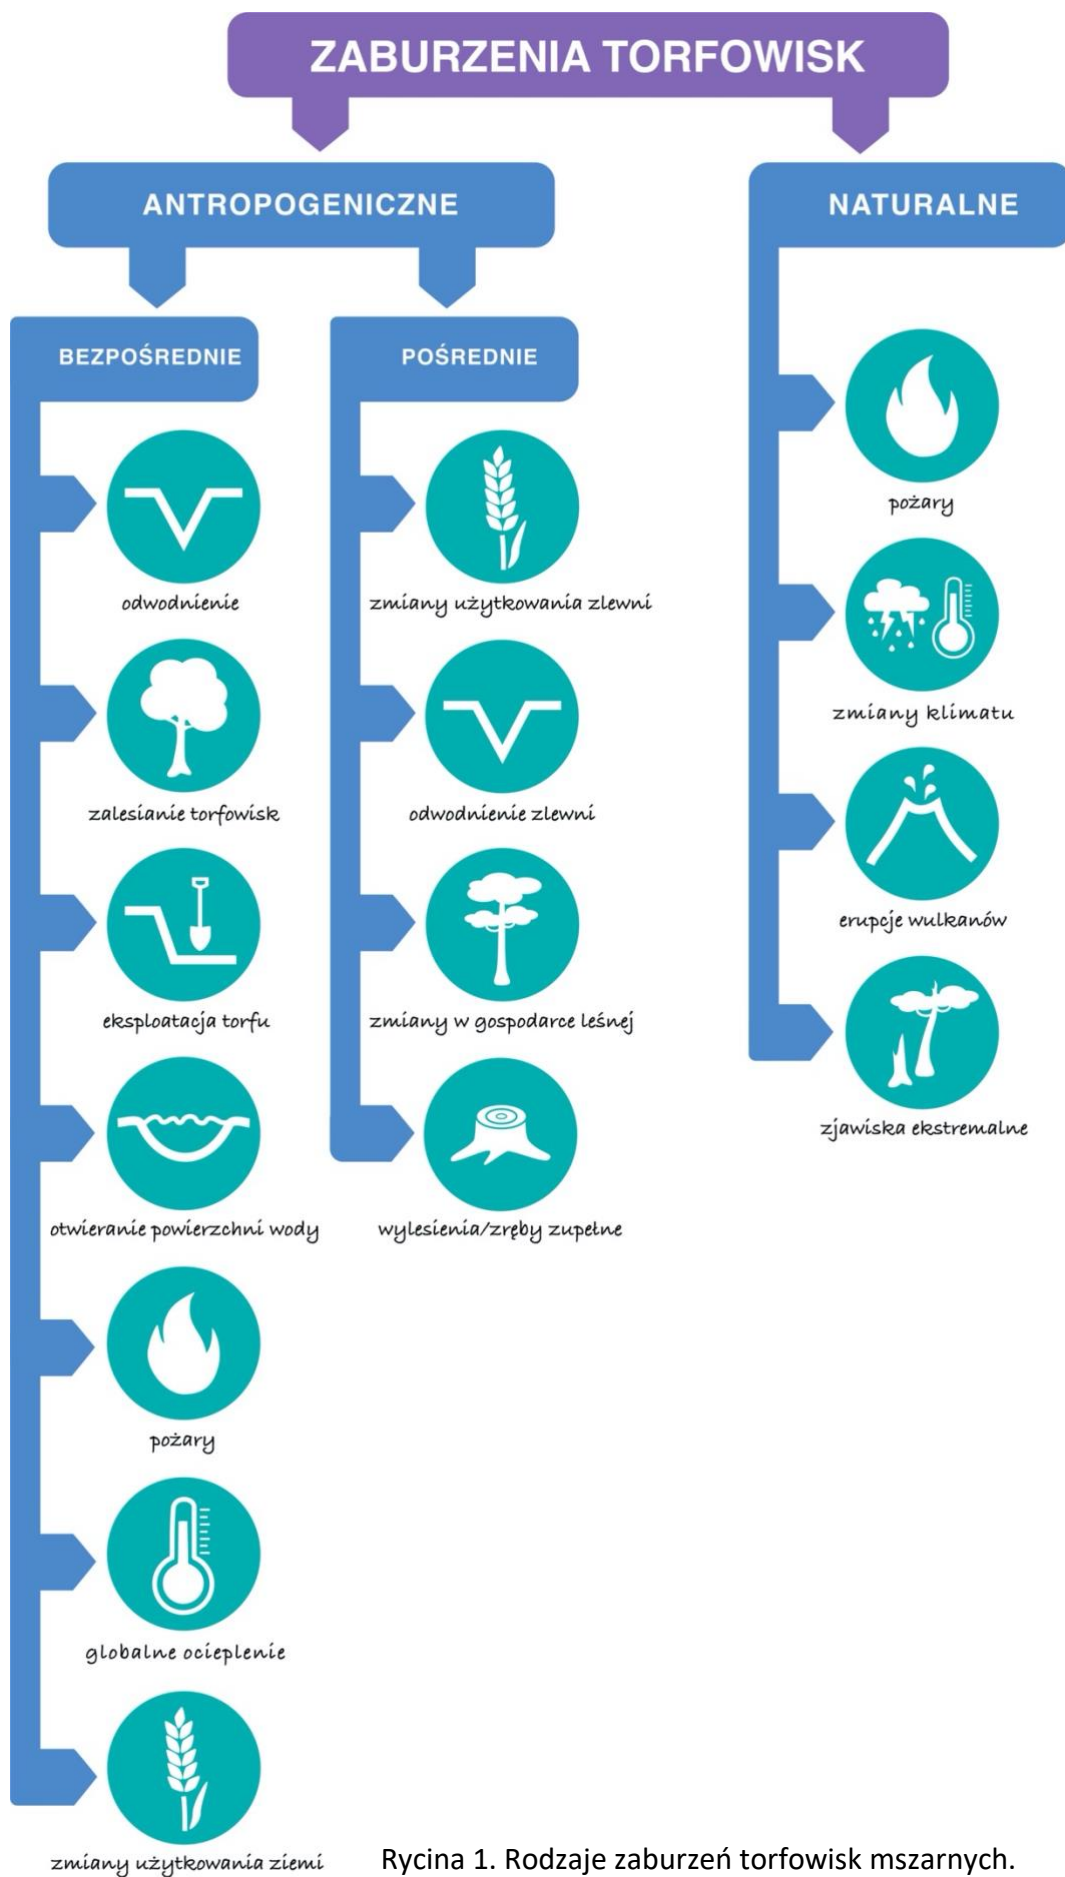 ZABURZENIA TORFOWISK
ANTROPOGENICZNE
BEZPOŚREDNIE
odwodnienie
zalesianie torfowisk
eksploatacja torfu
otwieranie powierzchni wody
pożary
globalne ocieplenie
zmiany użytkowania ziemi
POŚREDNIE
zmiany użytkowania zlewni
odwodnienie zlewni
zmiany w gospodarce leśnej
wylesienia/zręby zupełne
NATURALNE
pożary
zmiany klimatu
erupcje wulkanów
zjawiska ekstremalne
Rycina 1. Rodzaje zaburzeń torfowisk mszarnych.